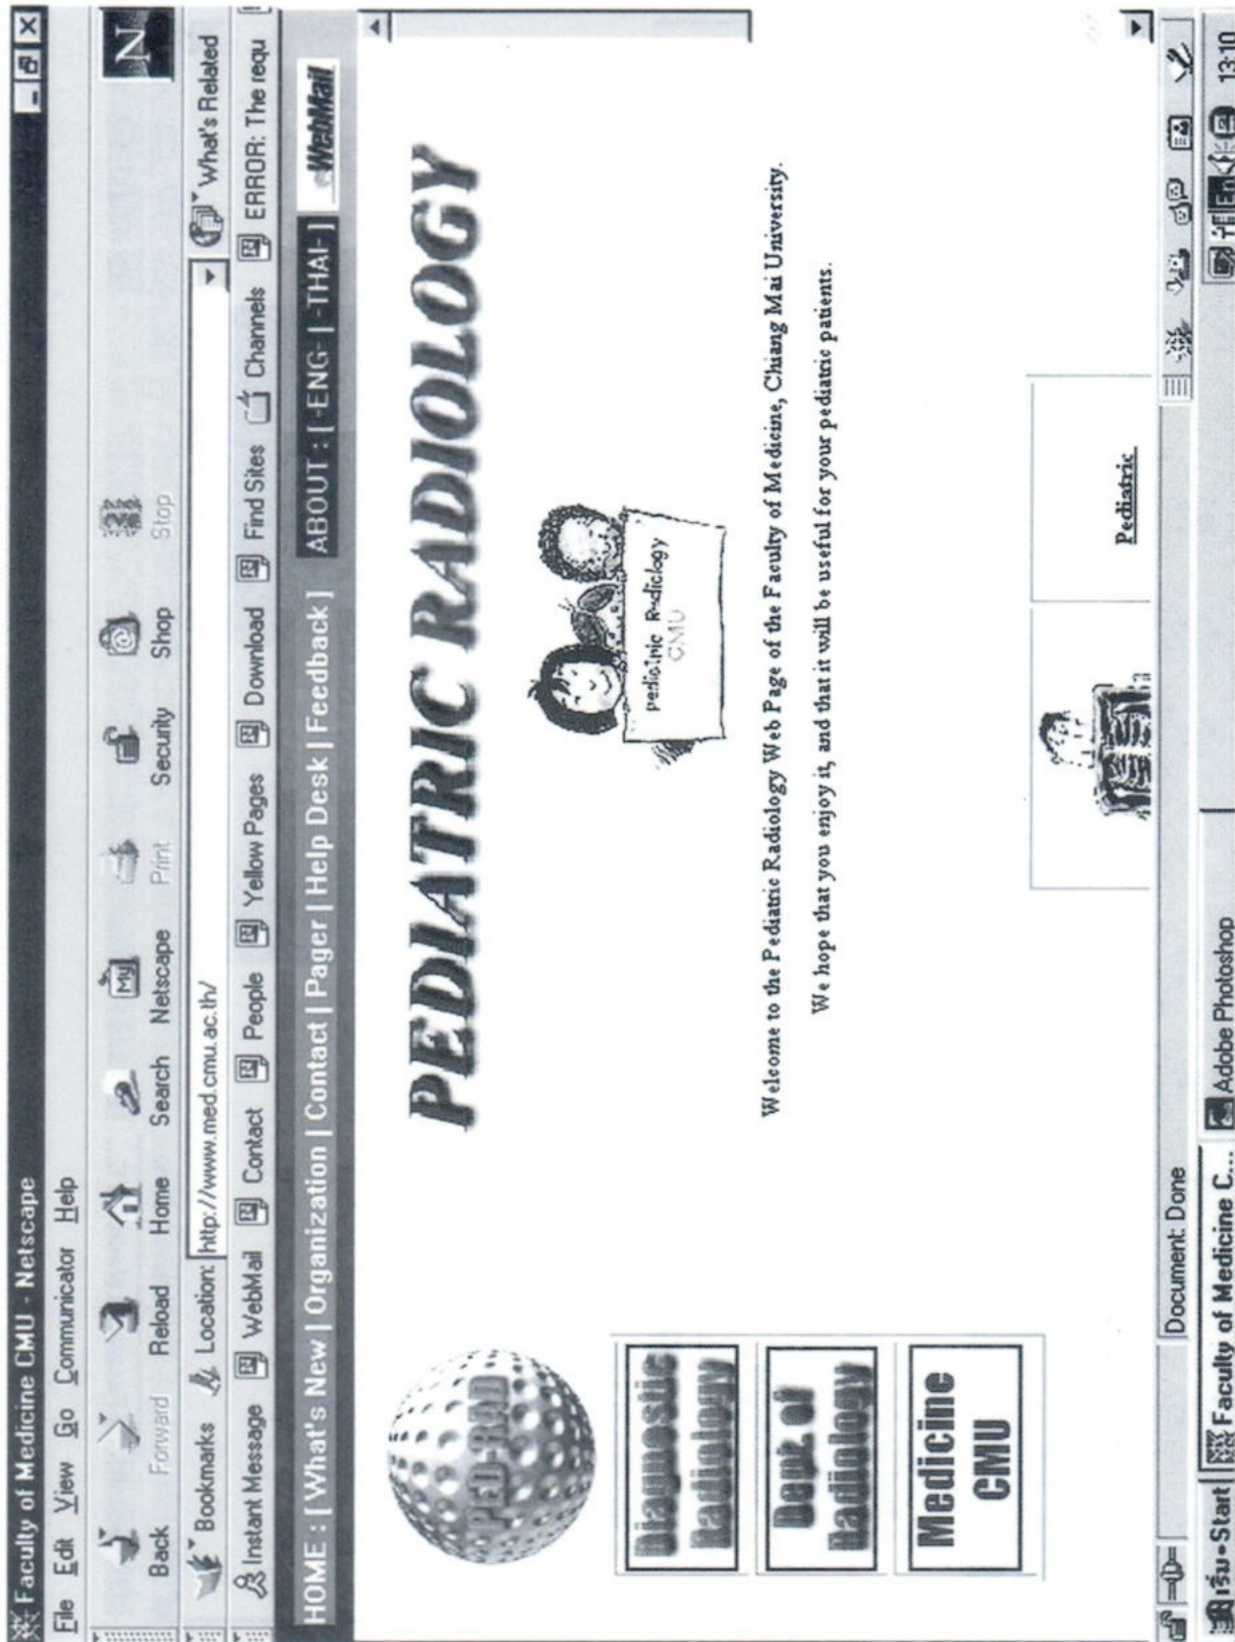 Faculty of Medicine CMU - Netscape
File Edit View Go Communicator Help
Back Forward Reload Home Search Netscape Print Security Shop Stop
My
N
Bookmarks Location: http://www.med.cmu.ac.th/ What's Related
Instant Message WebMail Contact People Yellow Pages Download Find Sites Channels ERROR: The requ
HOME : [ What's New | Organization | Contact | Pager | Help Desk | Feedback ] ABOUT : [ -ENG- | -THAI- ] WebMail
PED-RAD
PEDIATRIC RADIOLOGY
pediatric Radiology
CMU
Diagnostic
Radiology
Dept of
Radiology
Medicine
CMU
Welcome to the Pediatric Radiology Web Page of the Faculty of Medicine, Chiang Mai University.
We hope that you enjoy it, and that it will be useful for your pediatric patients.
Pediatric
Document: Done
เริ่ม•Start Faculty of Medicine C... Adobe Photoshop En 13:10